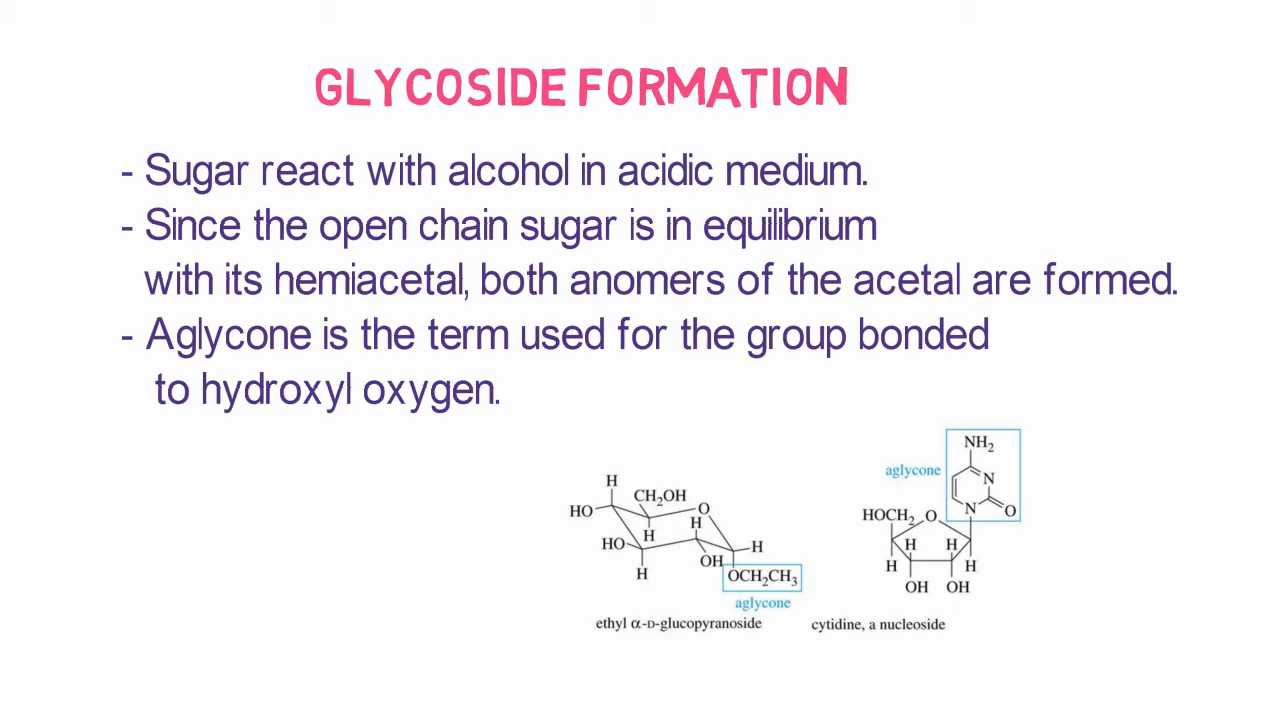 GLYCOSIDE FORMATION
- Sugar react with alcohol in acidic medium.
- Since the open chain sugar is in equilibrium
with its hemiacetal, both anomers of the acetal are formed.
- Aglycone is the term used for the group bonded
to hydroxyl oxygen.
H
CH₂OH
HO
O
H
H
HO
H
OH
H
OCH₂CH₃
aglycone
ethyl α-D-glucopyranoside
NH₂
aglycone
N
N
O
HOCH₂
O
H
H
H
H
OH
OH
cytidine, a nucleoside